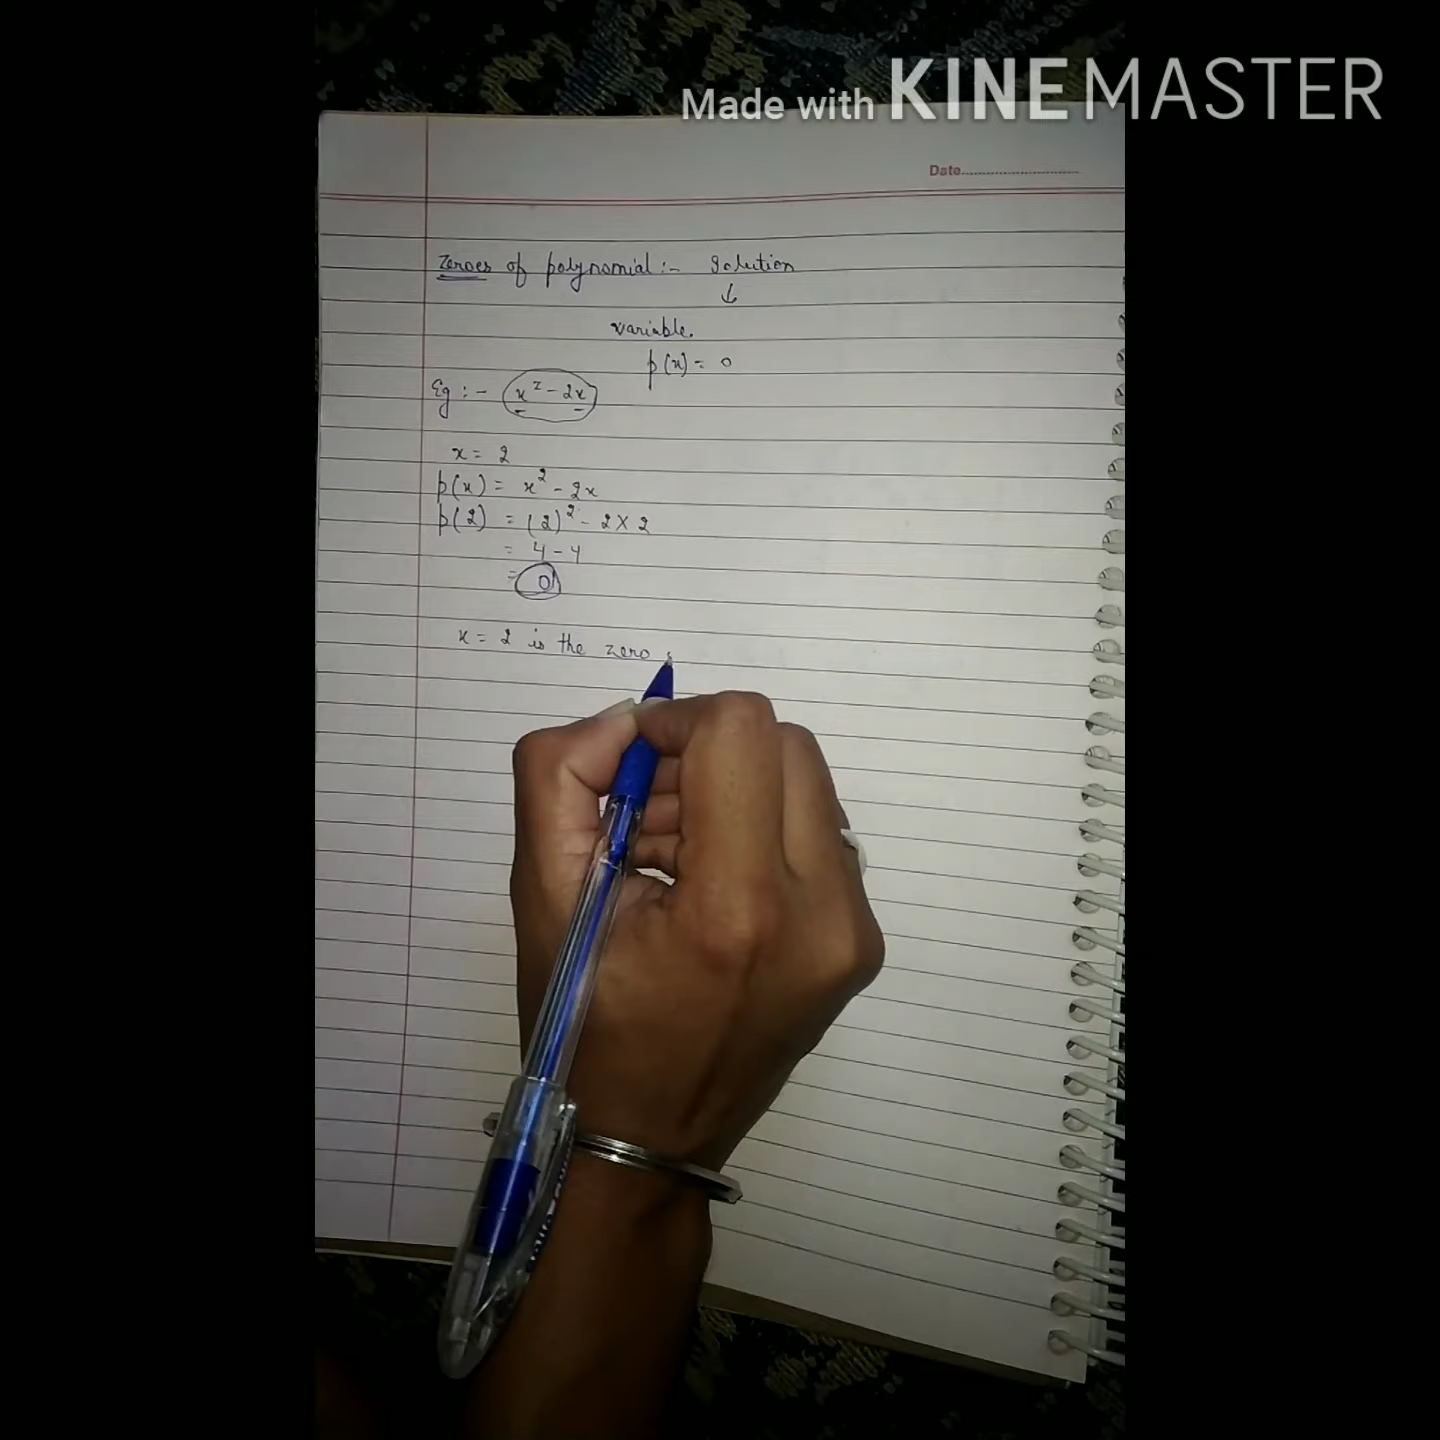 Made with KINEMASTER
Date
Zeroes of polynomial :- Solution
↓
variable.
p(x) = 0
Eg :- x² - 2x
x = 2
p(x) = x² - 2x
p(2) = (2)² - 2 × 2
= 4 - 4
= 0
x = 2 is the zero